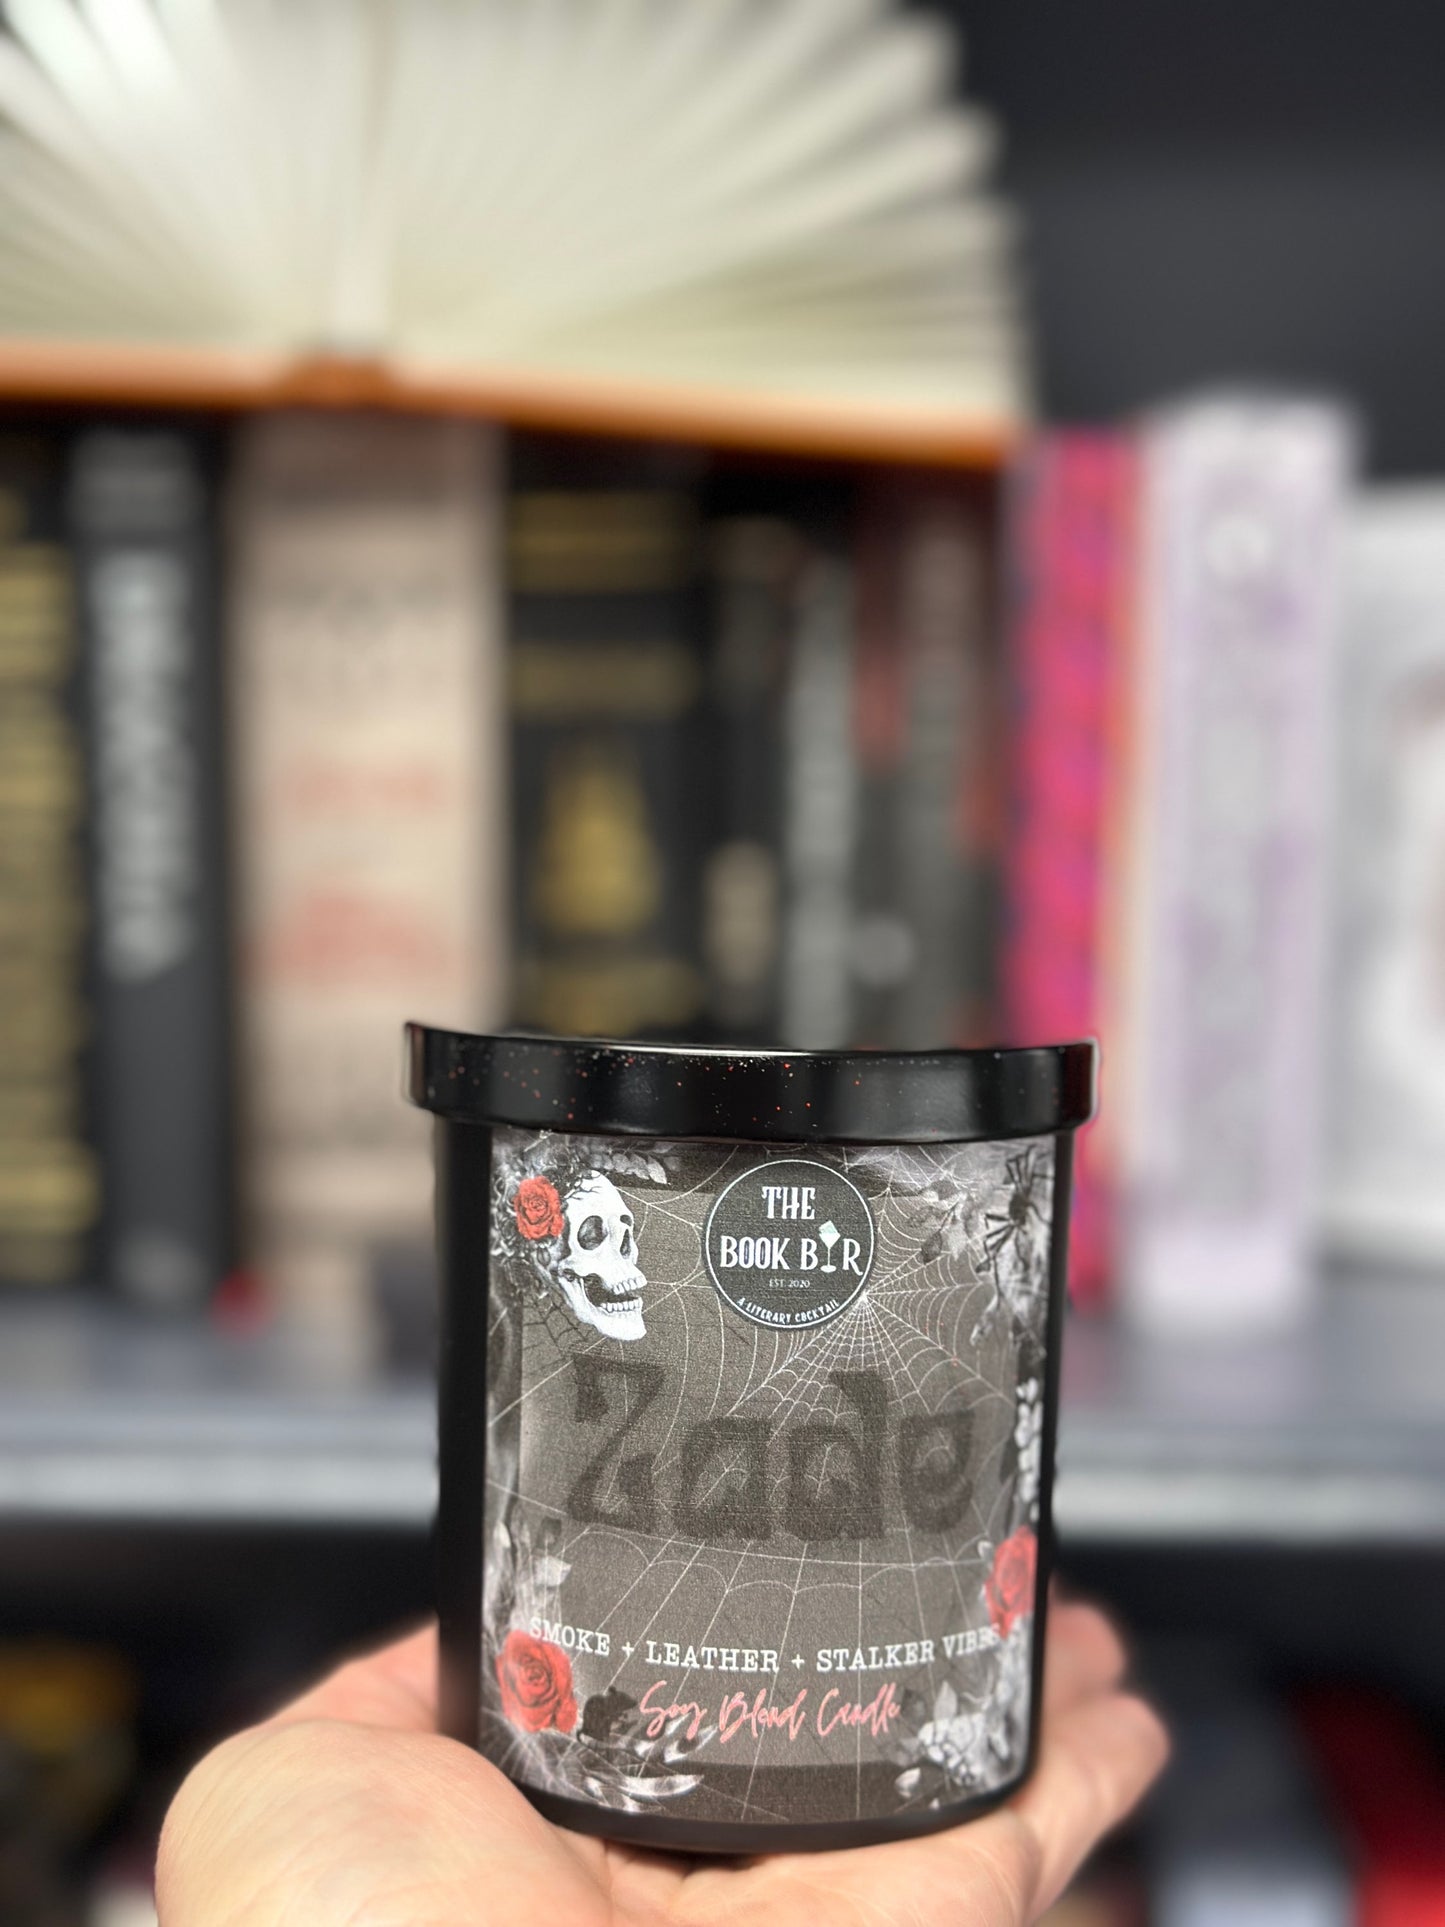 THE
BOOK BAR
EST. 2020
A LITERARY COCKTAIL
Zade
SMOKE + LEATHER + STALKER VIBES
Soy Blend Candle